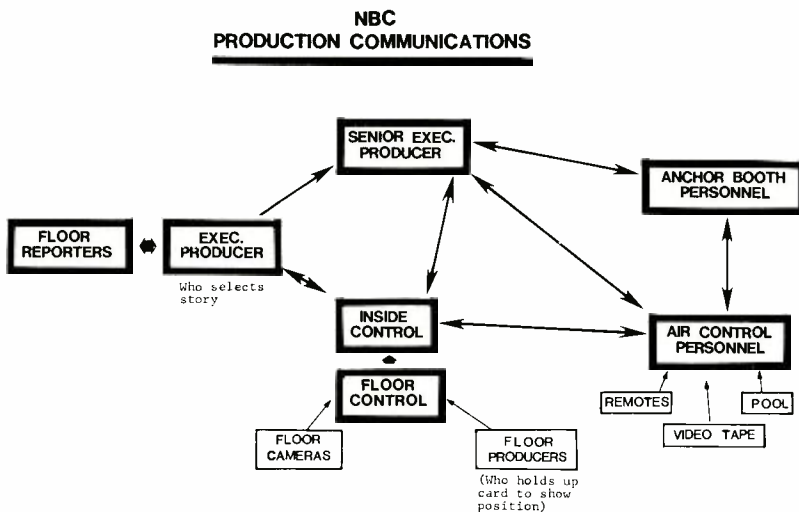 NBC
PRODUCTION COMMUNICATIONS
SENIOR EXEC.
PRODUCER
ANCHOR BOOTH
PERSONNEL
FLOOR
REPORTERS
EXEC.
PRODUCER
Who selects
story
INSIDE
CONTROL
AIR CONTROL
PERSONNEL
FLOOR
CONTROL
REMOTES
POOL
VIDEO TAPE
FLOOR
CAMERAS
FLOOR
PRODUCERS
(Who holds up
card to show
position)